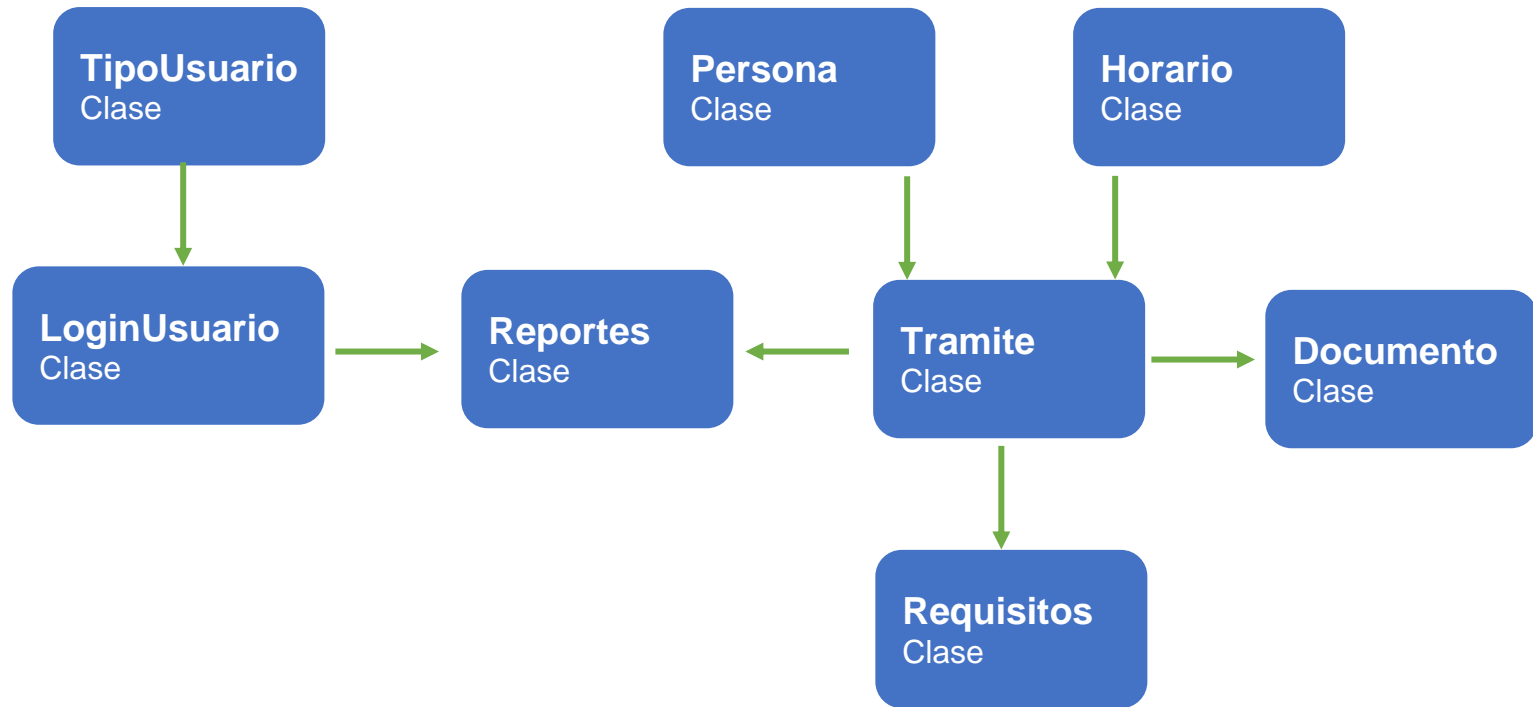 TipoUsuario
Clase
Persona
Clase
Horario
Clase
LoginUsuario
Clase
Reportes
Clase
Tramite
Clase
Documento
Clase
Requisitos
Clase